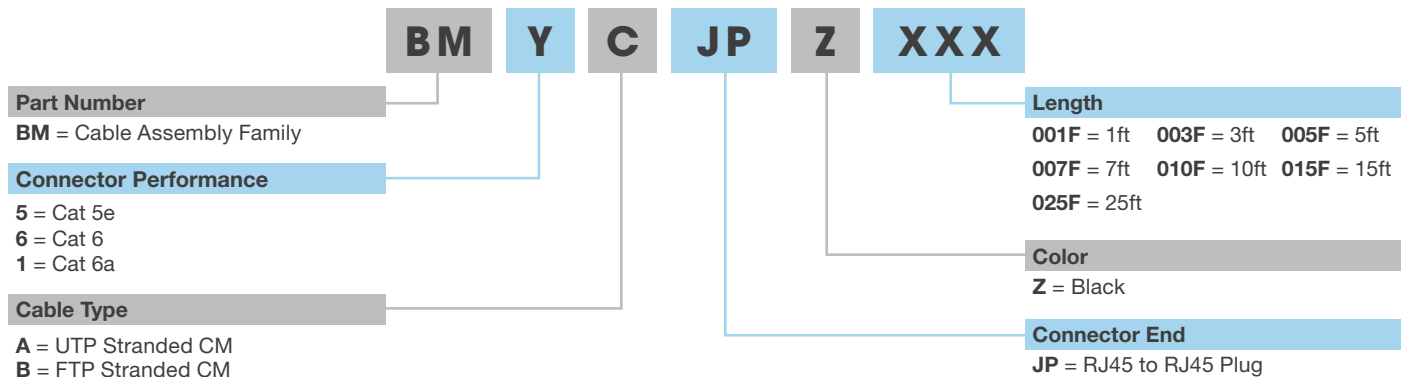 BM Y C JP Z XXX
Part Number
BM = Cable Assembly Family
Connector Performance
5 = Cat 5e
6 = Cat 6
1 = Cat 6a
Cable Type
A = UTP Stranded CM
B = FTP Stranded CM
Length
001F = 1ft 003F = 3ft 005F = 5ft
007F = 7ft 010F = 10ft 015F = 15ft
025F = 25ft
Color
Z = Black
Connector End
JP = RJ45 to RJ45 Plug